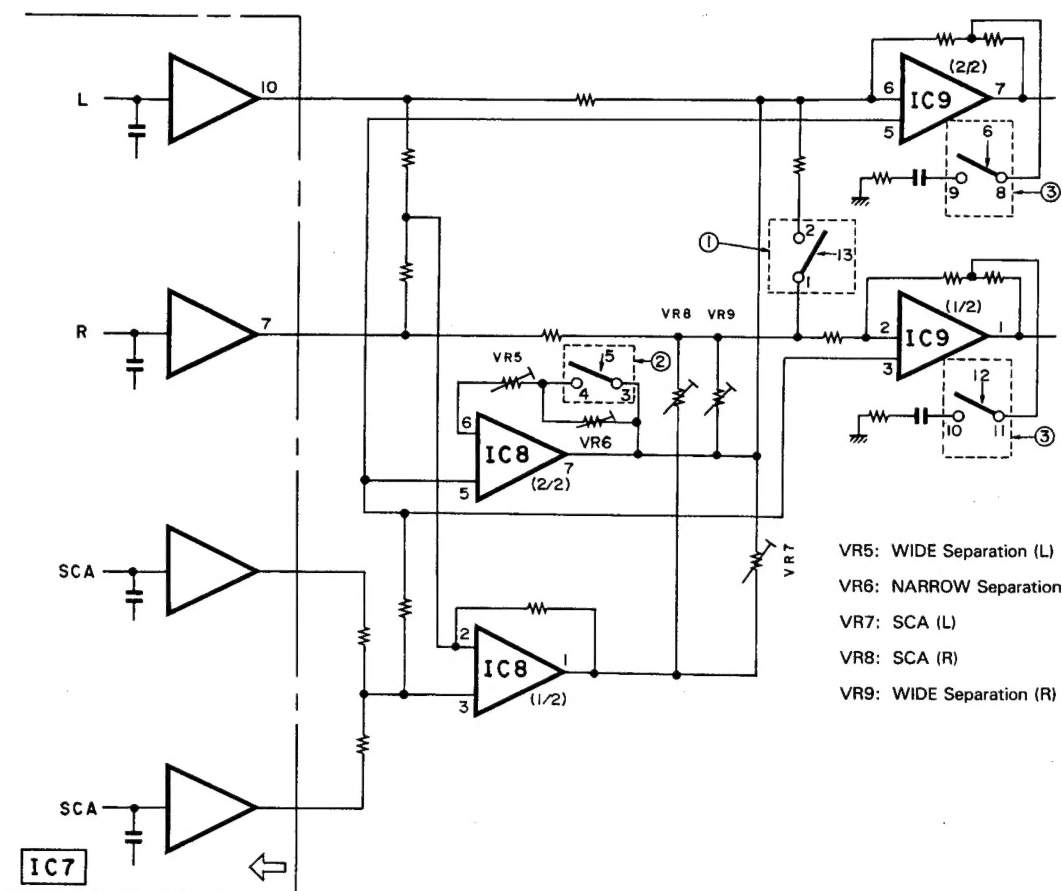 L
10
6
5
IC9
(2/2)
7
6
9
8
③
①
2
13
1
R
7
VR8
VR9
VR5
5
②
4
3
VR6
6
5
IC8
7
(2/2)
2
3
IC9
(1/2)
1
12
10
11
③
SCA
VR7
2
3
IC8
1
(1/2)
SCA
IC7
VR5: WIDE Separation (L)
VR6: NARROW Separation
VR7: SCA (L)
VR8: SCA (R)
VR9: WIDE Separation (R)